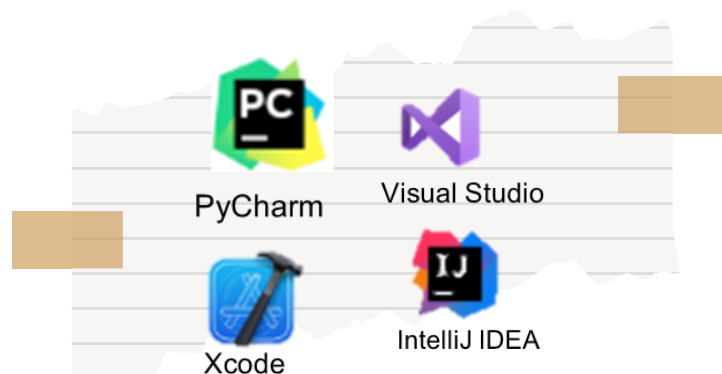 PC
PyCharm
Visual Studio
IJ
IntelliJ IDEA
Xcode